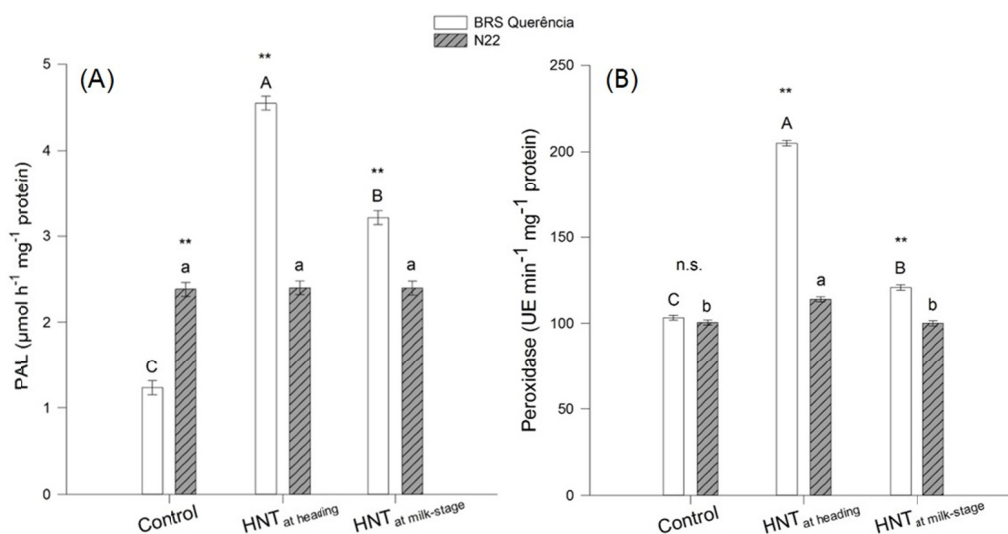 BRS Querência
N22
(A)
PAL (µmol h⁻¹ mg⁻¹ protein)
5
4
3
2
1
0
C
**
a
**
A
a
**
B
a
Control
HNT at heading
HNT at milk-stage
(B)
Peroxidase (UE min⁻¹ mg⁻¹ protein)
250
200
150
100
50
0
n.s.
C
b
**
A
a
**
B
b
Control
HNT at heading
HNT at milk-stage